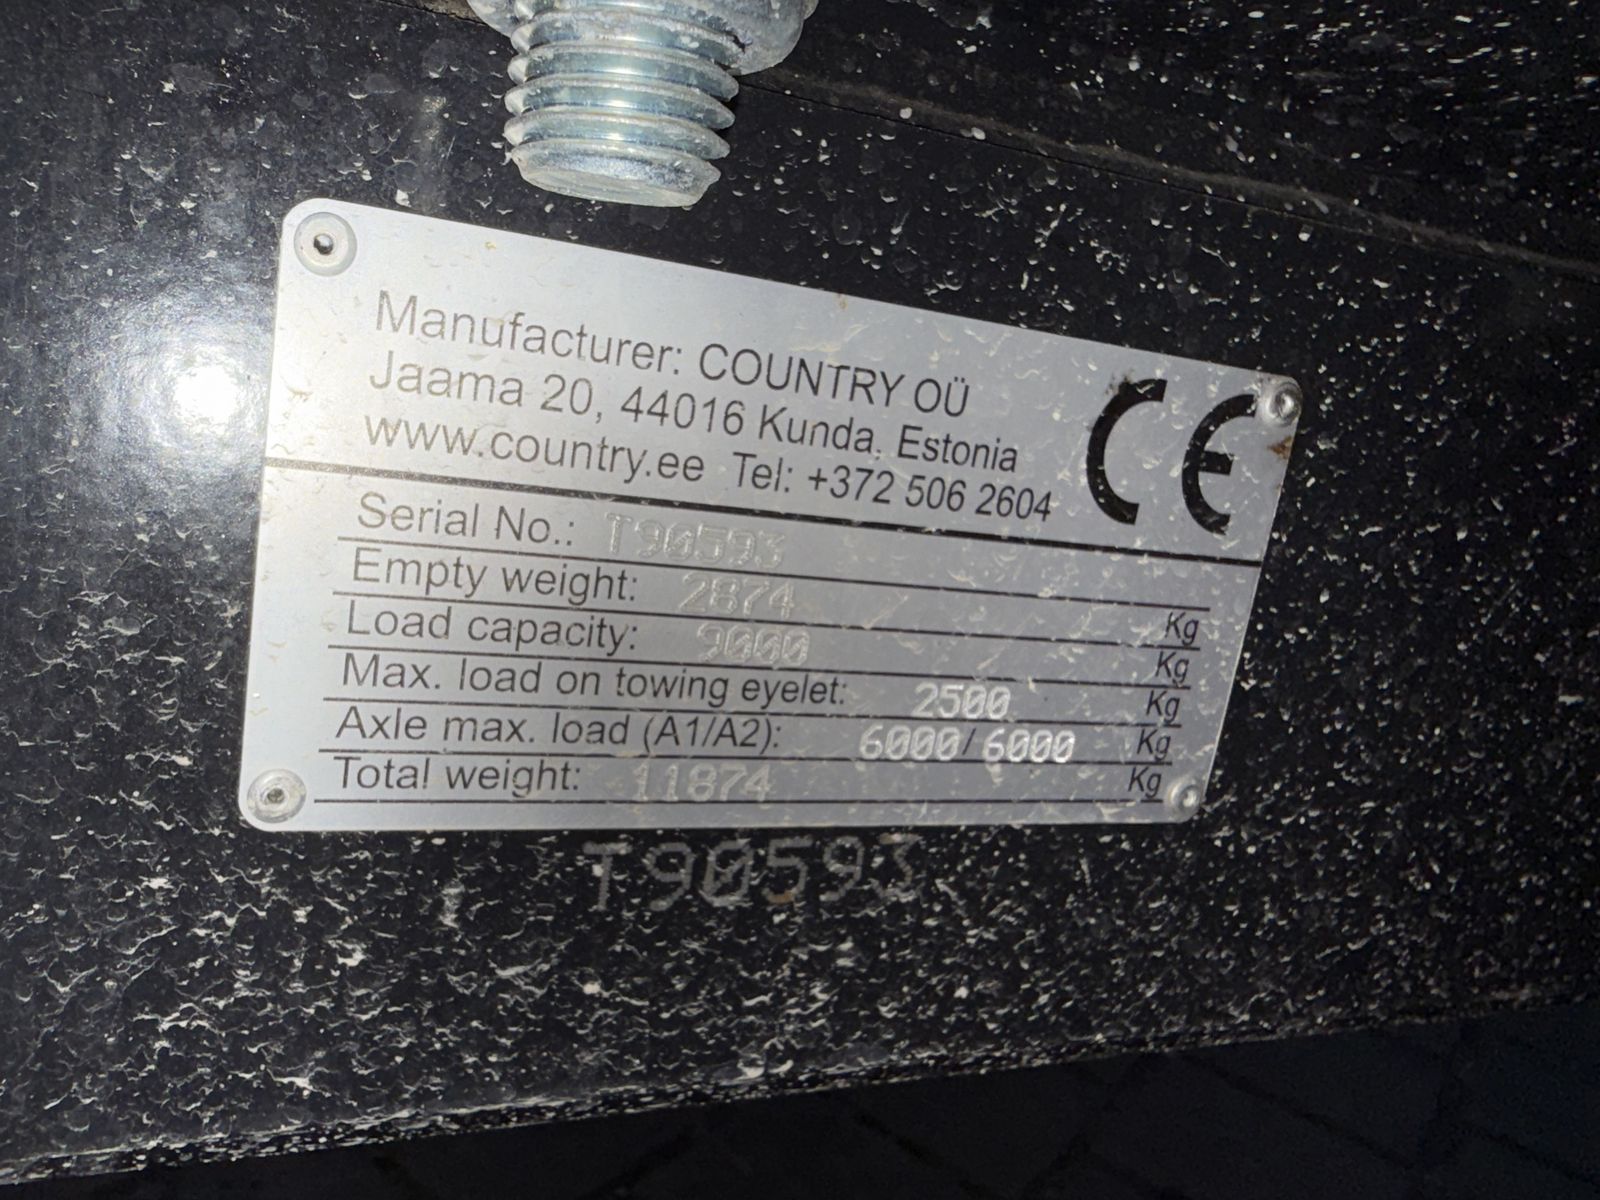 Manufacturer: COUNTRY OÜ
Jaama 20, 44016 Kunda, Estonia
www.country.ee Tel: +372 506 2604
CE
Serial No.: T90593
Empty weight: 2874 Kg
Load capacity: 9000 Kg
Max. load on towing eyelet: 2500 Kg
Axle max. load (A1/A2): 6000/6000 Kg
Total weight: 11874 Kg
T90593